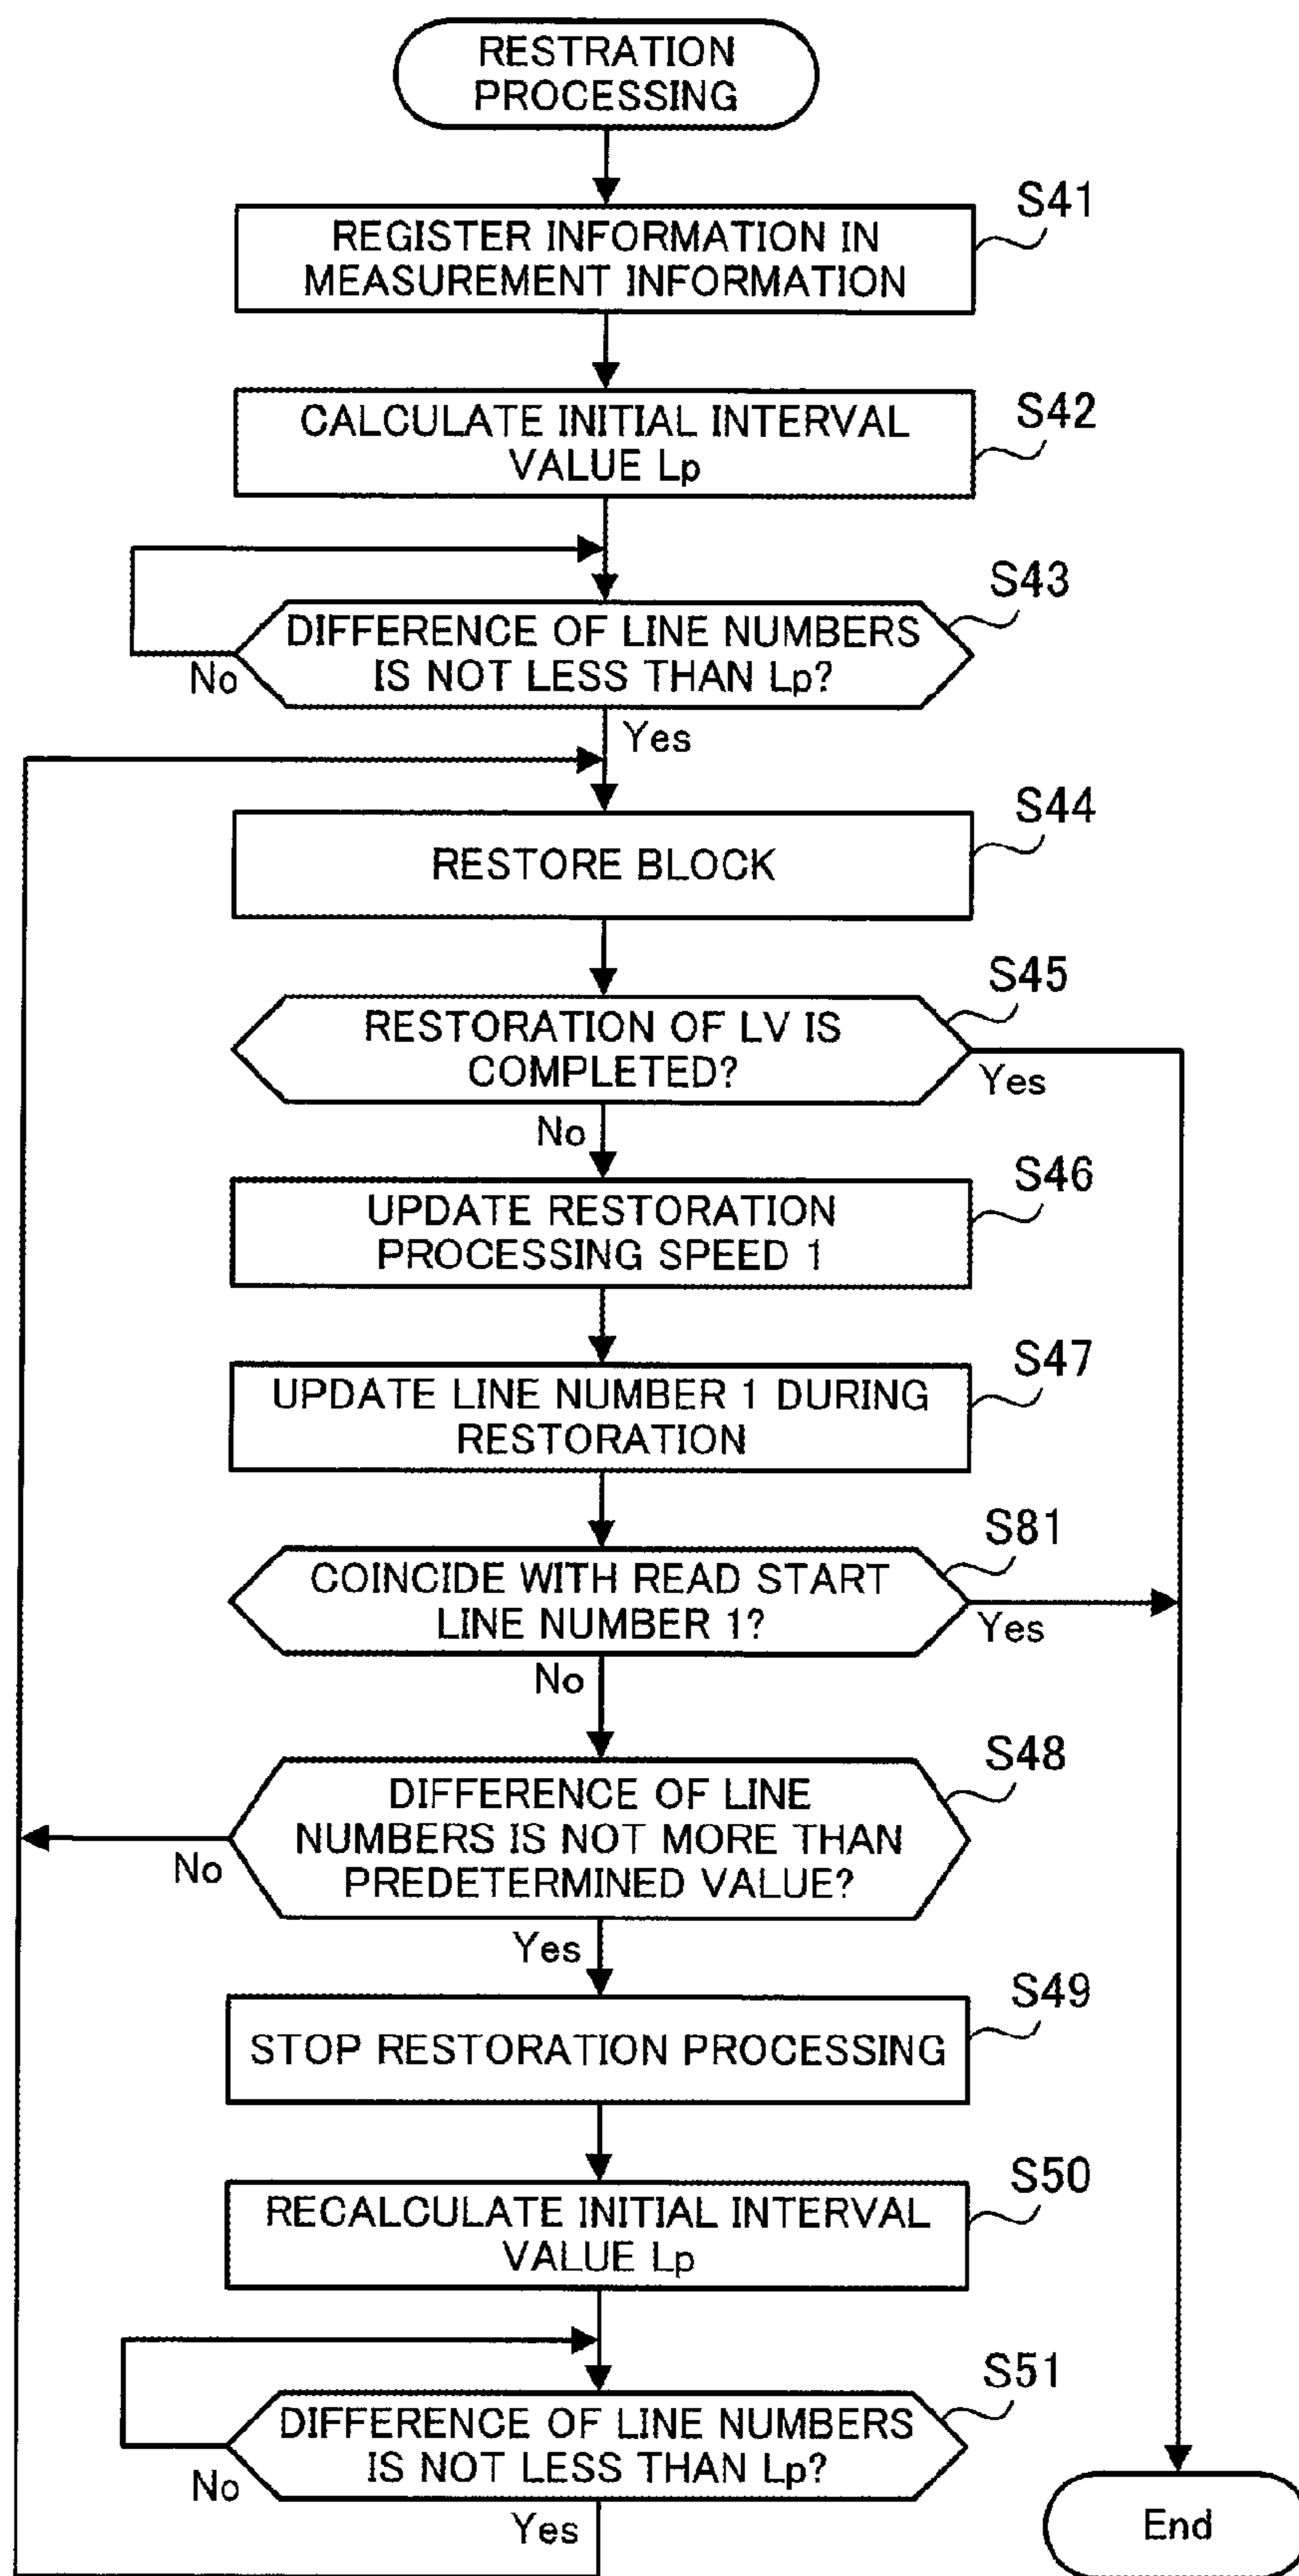 RESTRATION
PROCESSING
S41
REGISTER INFORMATION IN
MEASUREMENT INFORMATION
S42
CALCULATE INITIAL INTERVAL
VALUE Lp
S43
DIFFERENCE OF LINE NUMBERS
IS NOT LESS THAN Lp?
No
Yes
S44
RESTORE BLOCK
S45
RESTORATION OF LV IS
COMPLETED?
Yes
No
S46
UPDATE RESTORATION
PROCESSING SPEED 1
S47
UPDATE LINE NUMBER 1 DURING
RESTORATION
S81
COINCIDE WITH READ START
LINE NUMBER 1?
Yes
No
S48
DIFFERENCE OF LINE
NUMBERS IS NOT MORE THAN
PREDETERMINED VALUE?
No
Yes
S49
STOP RESTORATION PROCESSING
S50
RECALCULATE INITIAL INTERVAL
VALUE Lp
S51
DIFFERENCE OF LINE NUMBERS
IS NOT LESS THAN Lp?
No
Yes
End